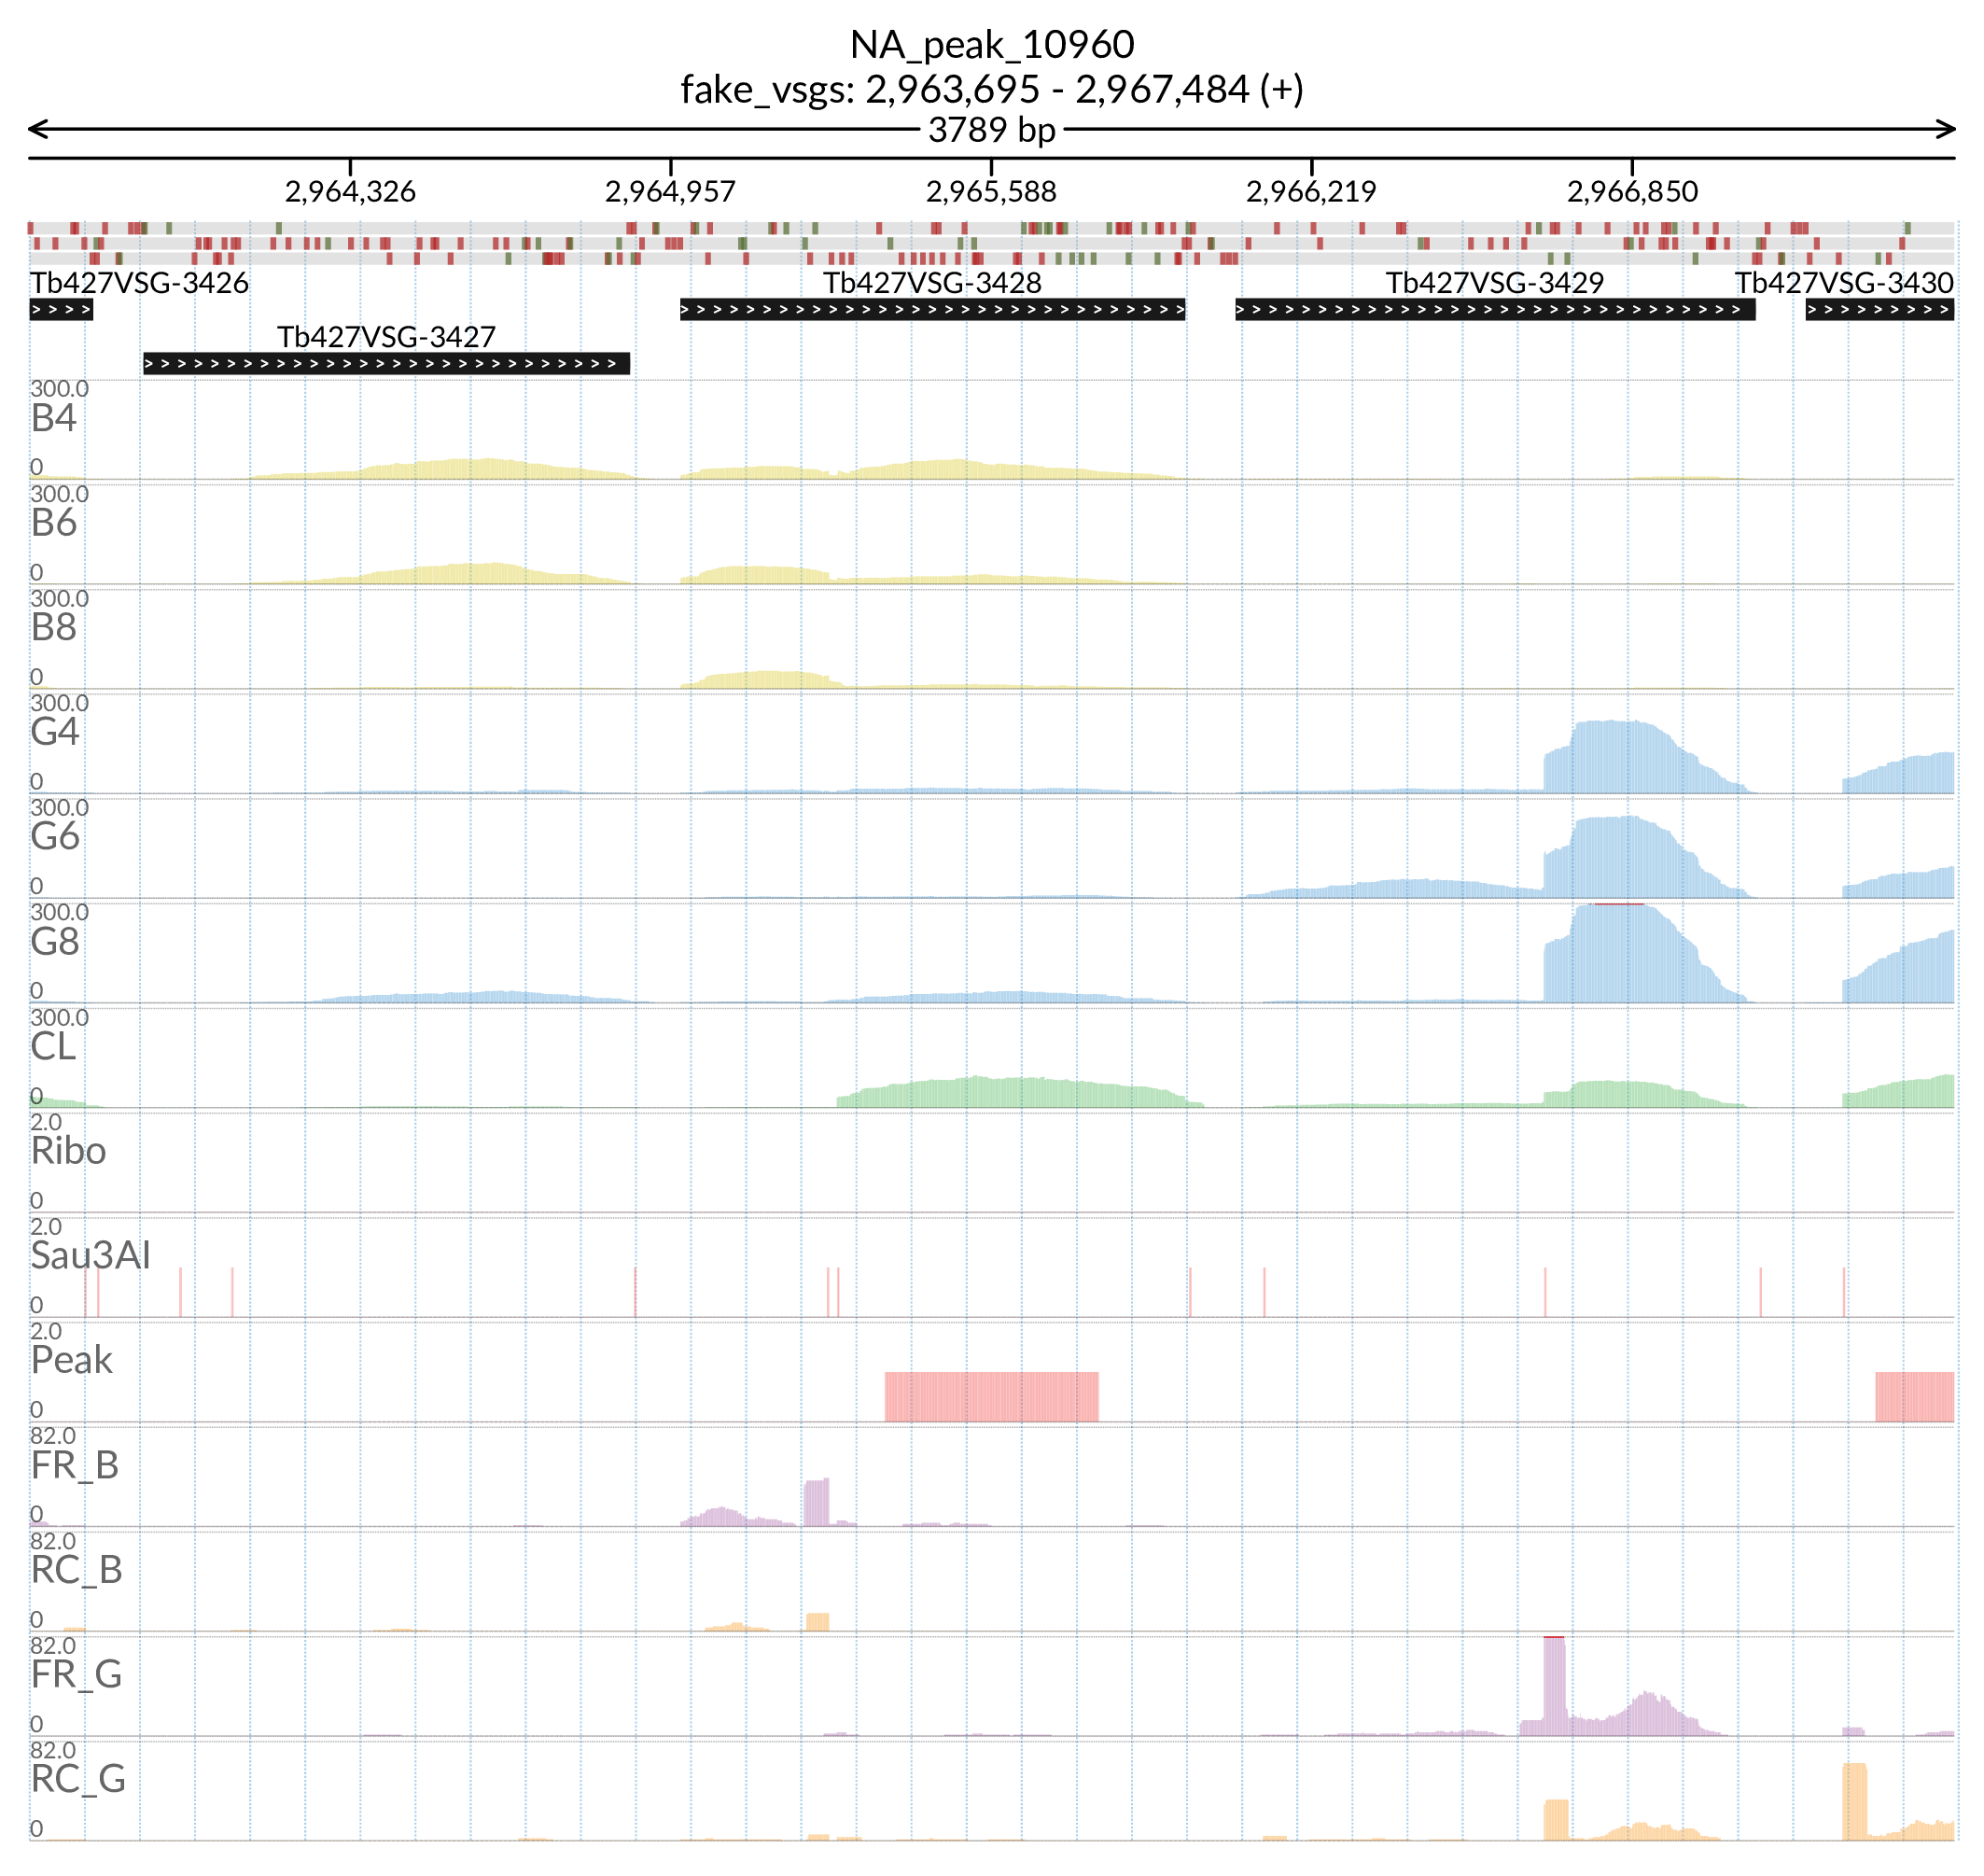 NA_peak_10960
fake_vsgs: 2,963,695 - 2,967,484 (+)
3789 bp
2,964,326 2,964,957 2,965,588 2,966,219 2,966,850
Tb427VSG-3426 Tb427VSG-3428 Tb427VSG-3429 Tb427VSG-3430
Tb427VSG-3427
300.0
B4
0
300.0
B6
0
300.0
B8
0
300.0
G4
0
300.0
G6
0
300.0
G8
0
300.0
CL
0
2.0
Ribo
0
2.0
Sau3AI
0
2.0
Peak
0
82.0
FR_B
0
82.0
RC_B
0
82.0
FR_G
0
82.0
RC_G
0